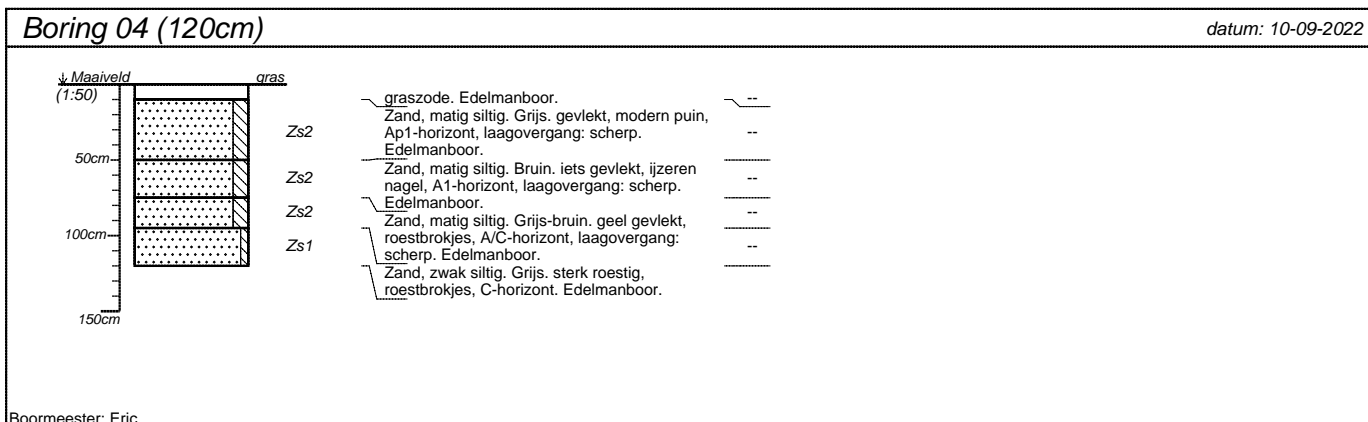 Boring 04 (120cm)
datum: 10-09-2022
Maaiveld
gras
(1:50)
graszode. Edelmanboor.
--
Zand, matig siltig. Grijs. gevlekt, modern puin,
Zs2
Ap1-horizont, laagovergang: scherp.
--
Edelmanboor.
50cm
Zand, matig siltig. Bruin. iets gevlekt, ijzeren
Zs2
nagel, A1-horizont, laagovergang: scherp.
--
Edelmanboor.
Zs2
--
Zand, matig siltig. Grijs-bruin. geel gevlekt,
100cm
roestbrokjes, A/C-horizont, laagovergang:
Zs1
--
scherp. Edelmanboor.
Zand, zwak siltig. Grijs. sterk roestig,
roestbrokjes, C-horizont. Edelmanboor.
150cm
Boormeester: Eric